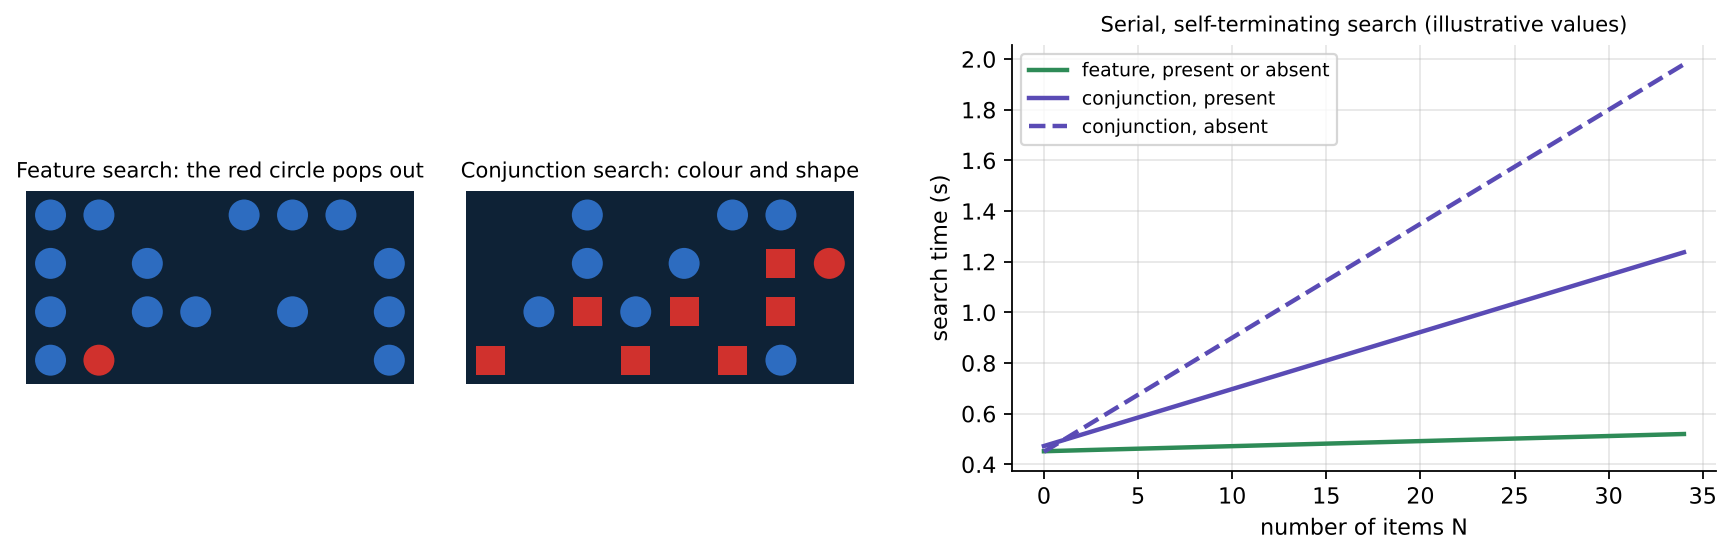 Feature search: the red circle pops out
Conjunction search: colour and shape
Serial, self-terminating search (illustrative values)
feature, present or absent
conjunction, present
conjunction, absent
search time (s)
2.0
1.8
1.6
1.4
1.2
1.0
0.8
0.6
0.4
0 5 10 15 20 25 30 35
number of items N